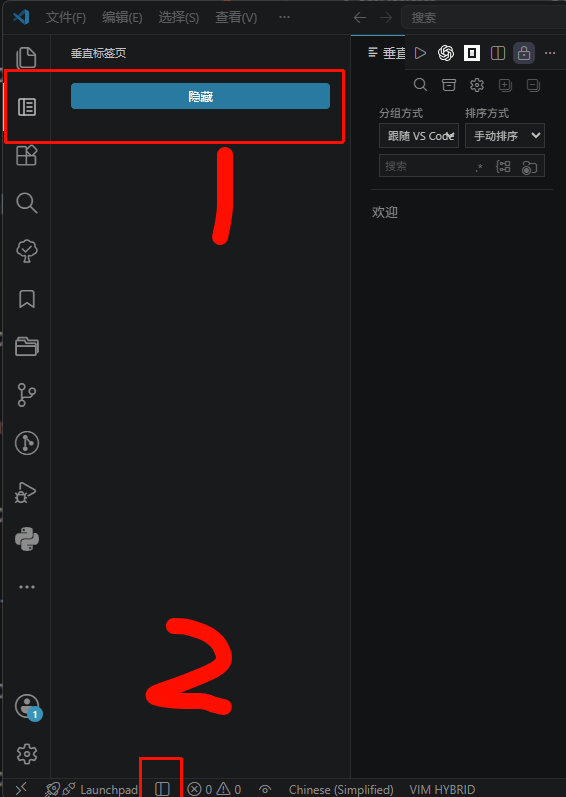 文件(F) 编辑(E) 选择(S) 查看(V) ··· 搜索
垂直标签页
垂直
隐藏
分组方式 排序方式
跟随 VS Code 手动排序
搜索 .*
欢迎
1
2
1
Launchpad 0 0 Chinese (Simplified) VIM HYBRID